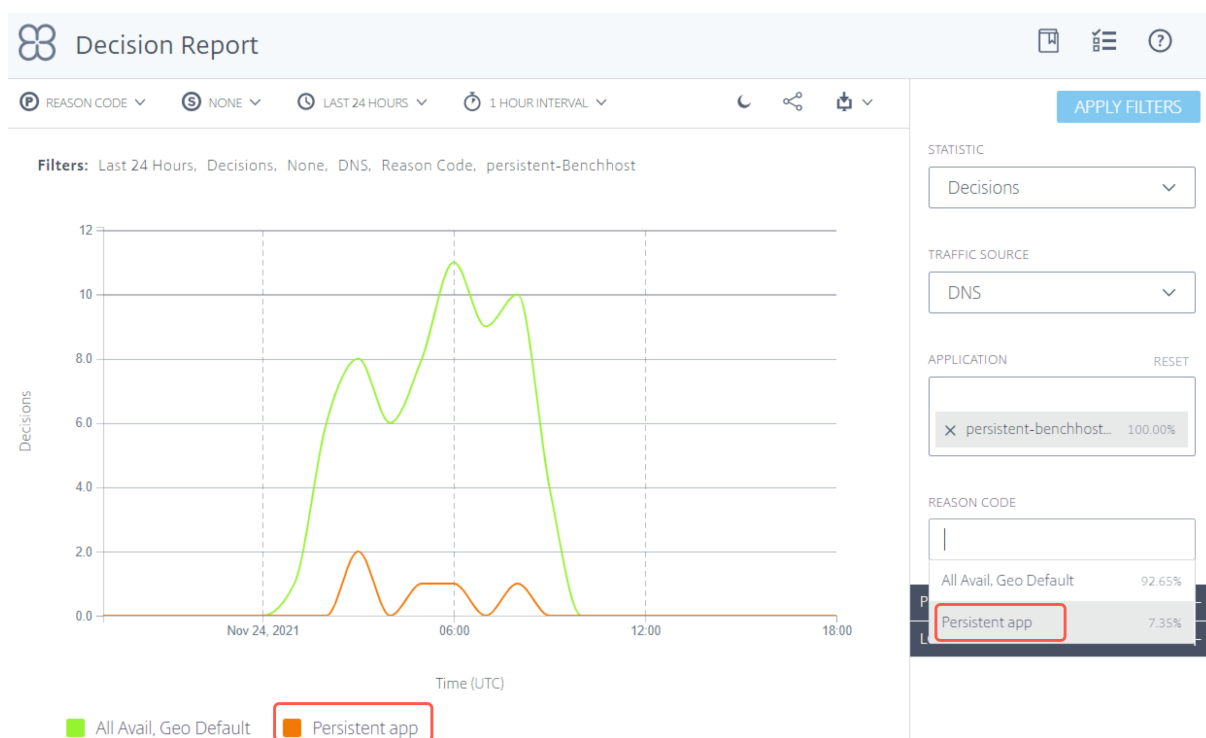 Decision Report
REASON CODE
NONE
LAST 24 HOURS
1 HOUR INTERVAL
APPLY FILTERS
Filters: Last 24 Hours, Decisions, None, DNS, Reason Code, persistent-Benchhost
12
10
8.0
6.0
4.0
2.0
0.0
Decisions
Nov 24, 2021
06:00
12:00
18:00
Time (UTC)
All Avail, Geo Default
Persistent app
STATISTIC
Decisions
TRAFFIC SOURCE
DNS
APPLICATION RESET
persistent-benchhost... 100.00%
REASON CODE
All Avail, Geo Default 92.65%
Persistent app 7.35%